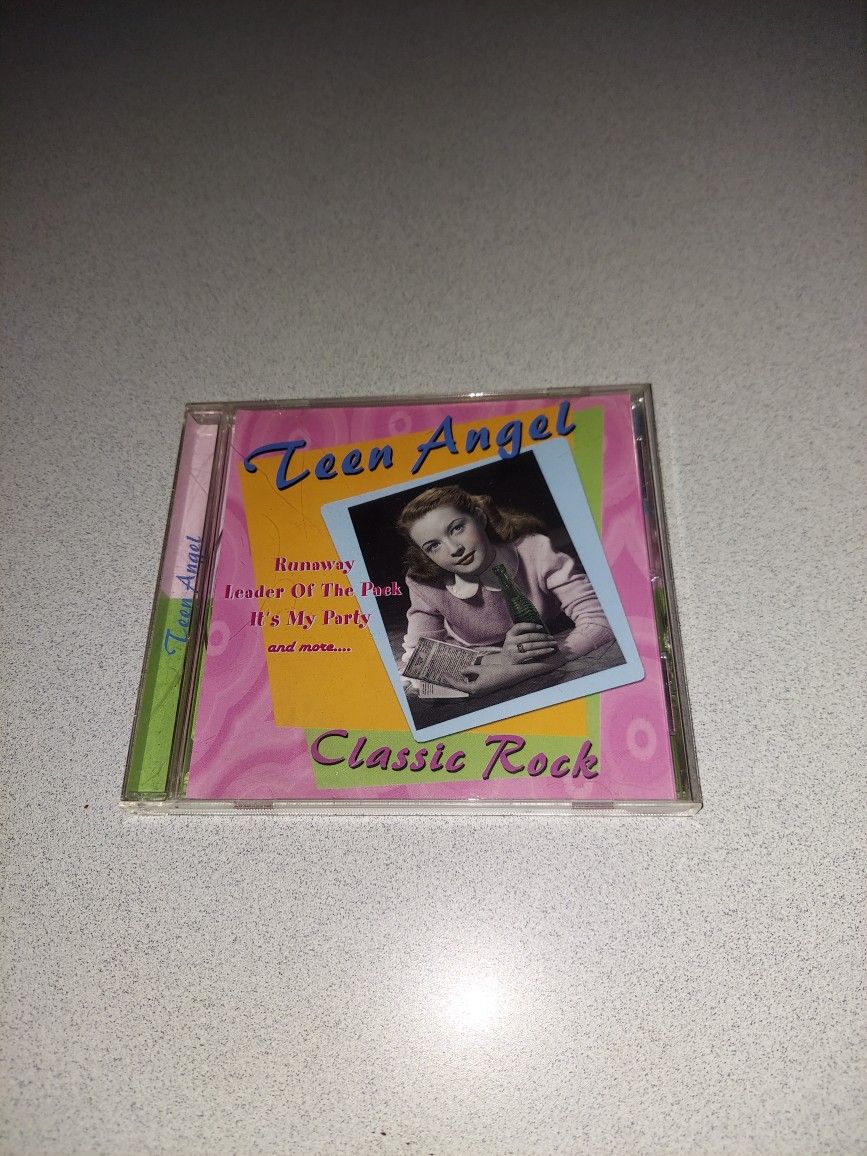 Teen Angel
Teen Angel
Runaway
Leader Of The Pack
It's My Party
and more....
Classic Rock